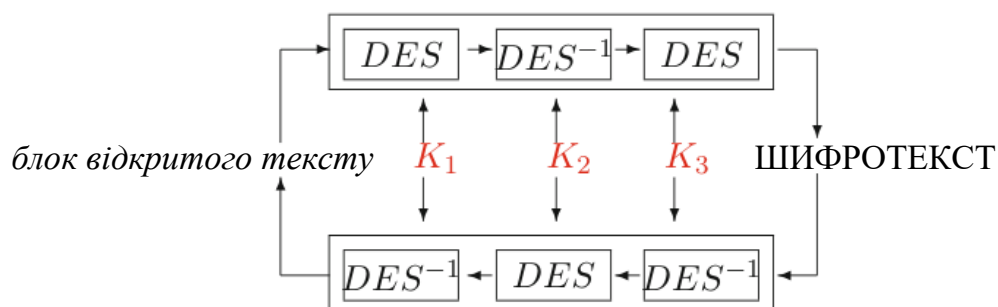 DES DES⁻¹ DES
блок відкритого тексту K₁ K₂ K₃ ШИФРОТЕКСТ
DES⁻¹ DES DES⁻¹